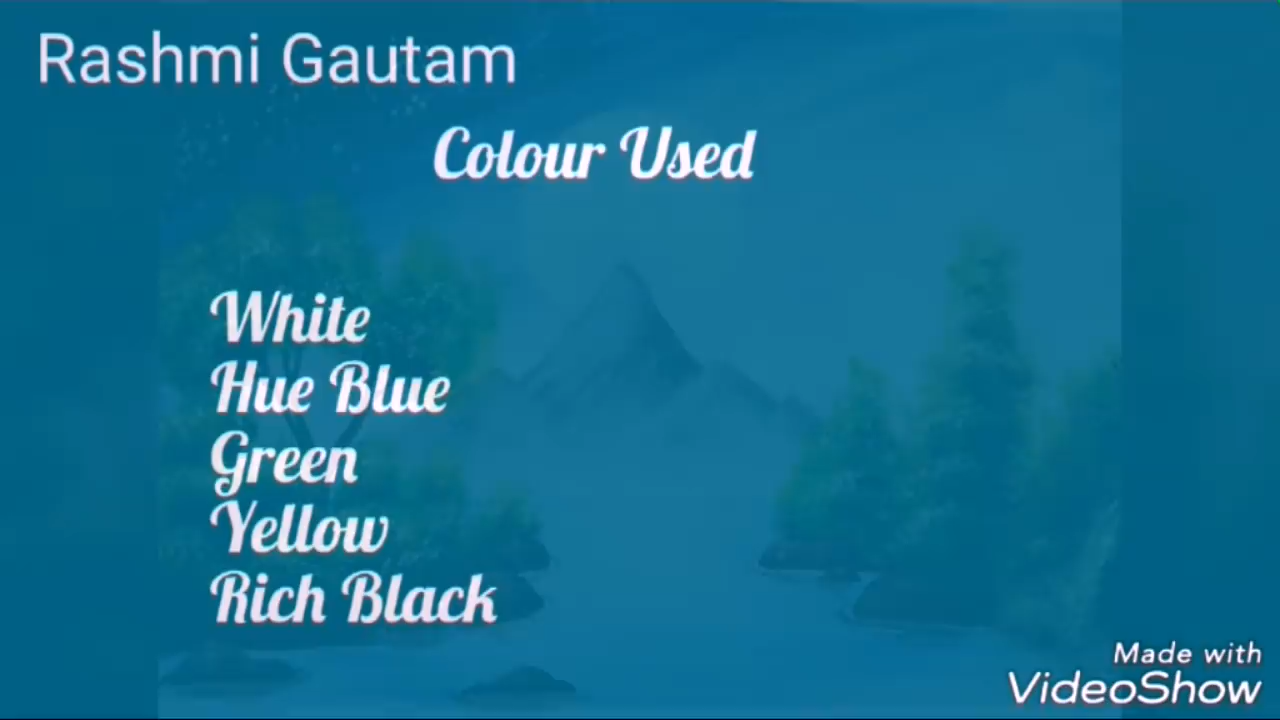 Rashmi Gautam
Colour Used
White
Hue Blue
Green
Yellow
Rich Black
Made with
VideoShow